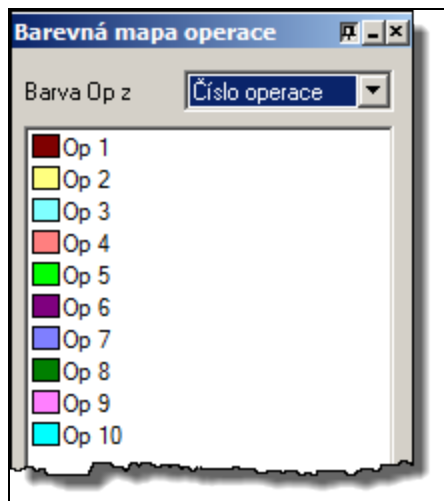 Barevná mapa operace
Barva Op z Číslo operace
Op 1
Op 2
Op 3
Op 4
Op 5
Op 6
Op 7
Op 8
Op 9
Op 10